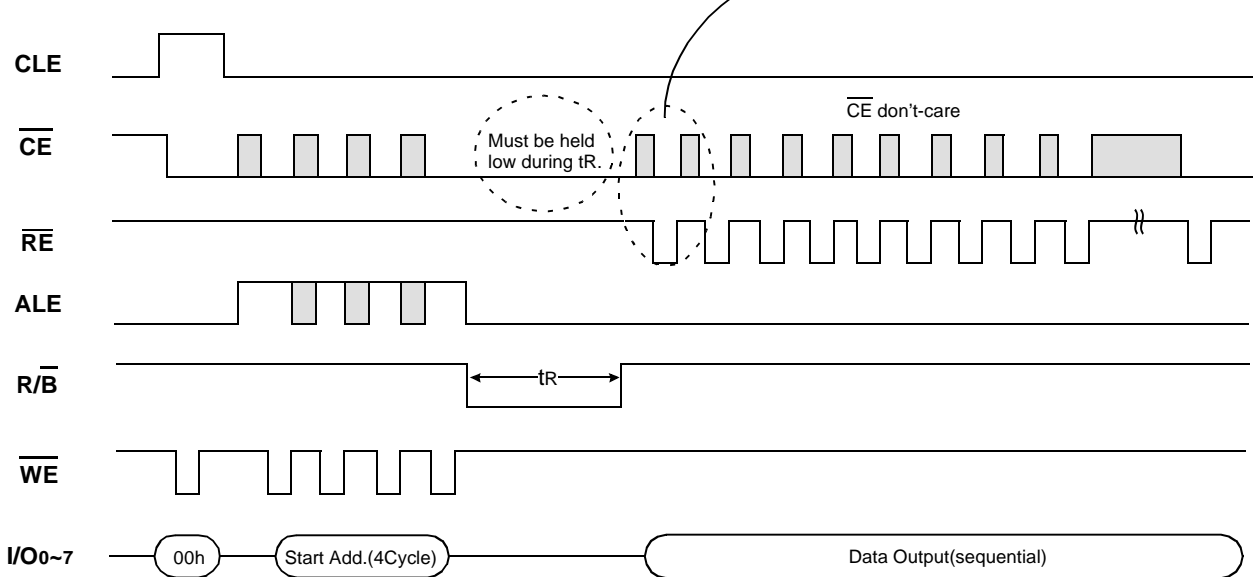 CLE
CE don't-care
CE
Must be held
low during tR.
RE
ALE
R/B
tR
WE
I/O0~7
00h
Start Add.(4Cycle)
Data Output(sequential)